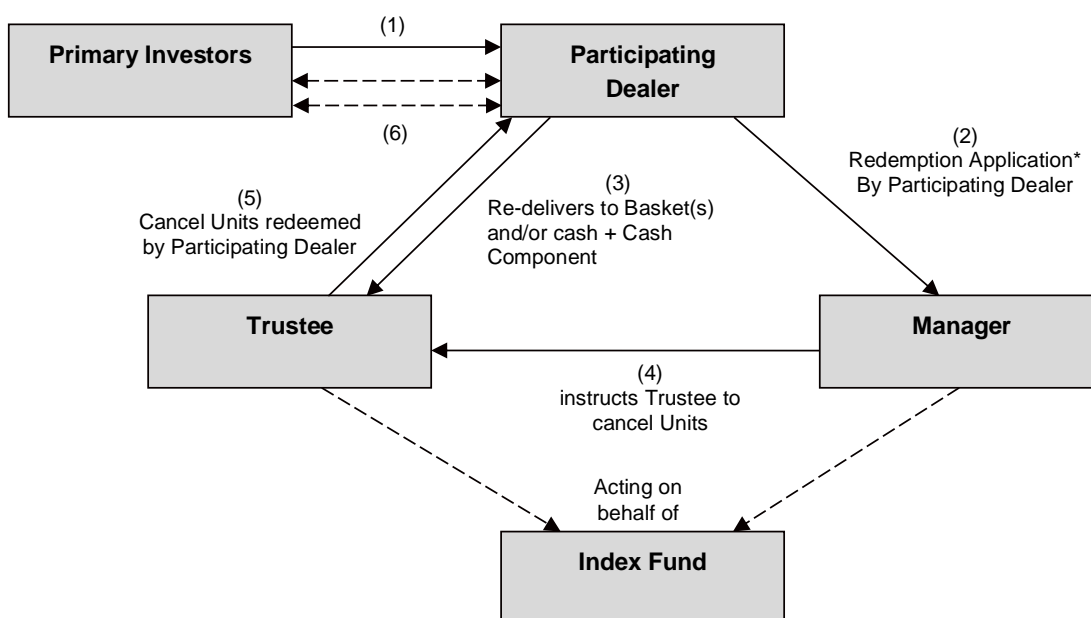 (1)
Primary Investors
Participating
Dealer
(6)
(2)
Redemption Application*
By Participating Dealer
(5)
Cancel Units redeemed
by Participating Dealer
(3)
Re-delivers to Basket(s)
and/or cash + Cash
Component
Trustee
Manager
(4)
instructs Trustee to
cancel Units
Acting on
behalf of
Index Fund